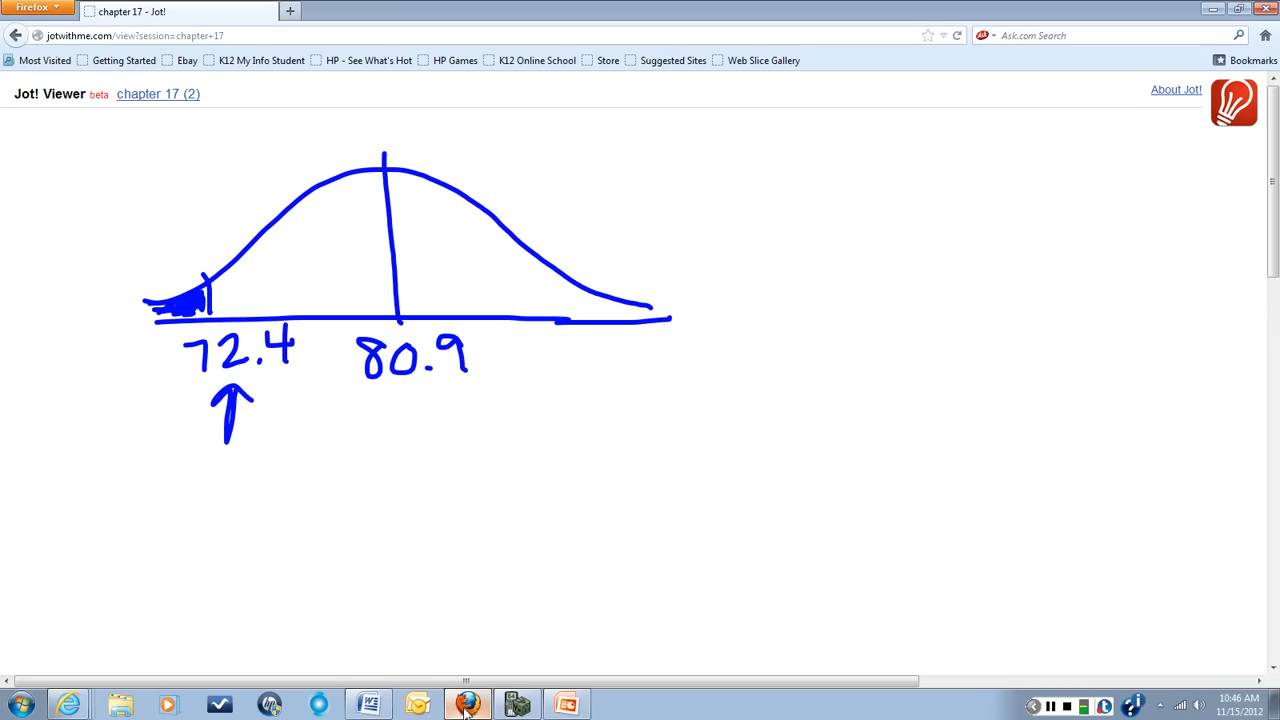 Firefox
chapter 17 - Jot!
jotwithme.com/view?session=chapter+17
Ask.com Search
Most Visited Getting Started Ebay K12 My Info Student HP - See What's Hot HP Games K12 Online School Store Suggested Sites Web Slice Gallery Bookmarks
Jot! Viewer beta chapter 17 (2) About Jot!
72.4 80.9
10:46 AM
11/15/2012